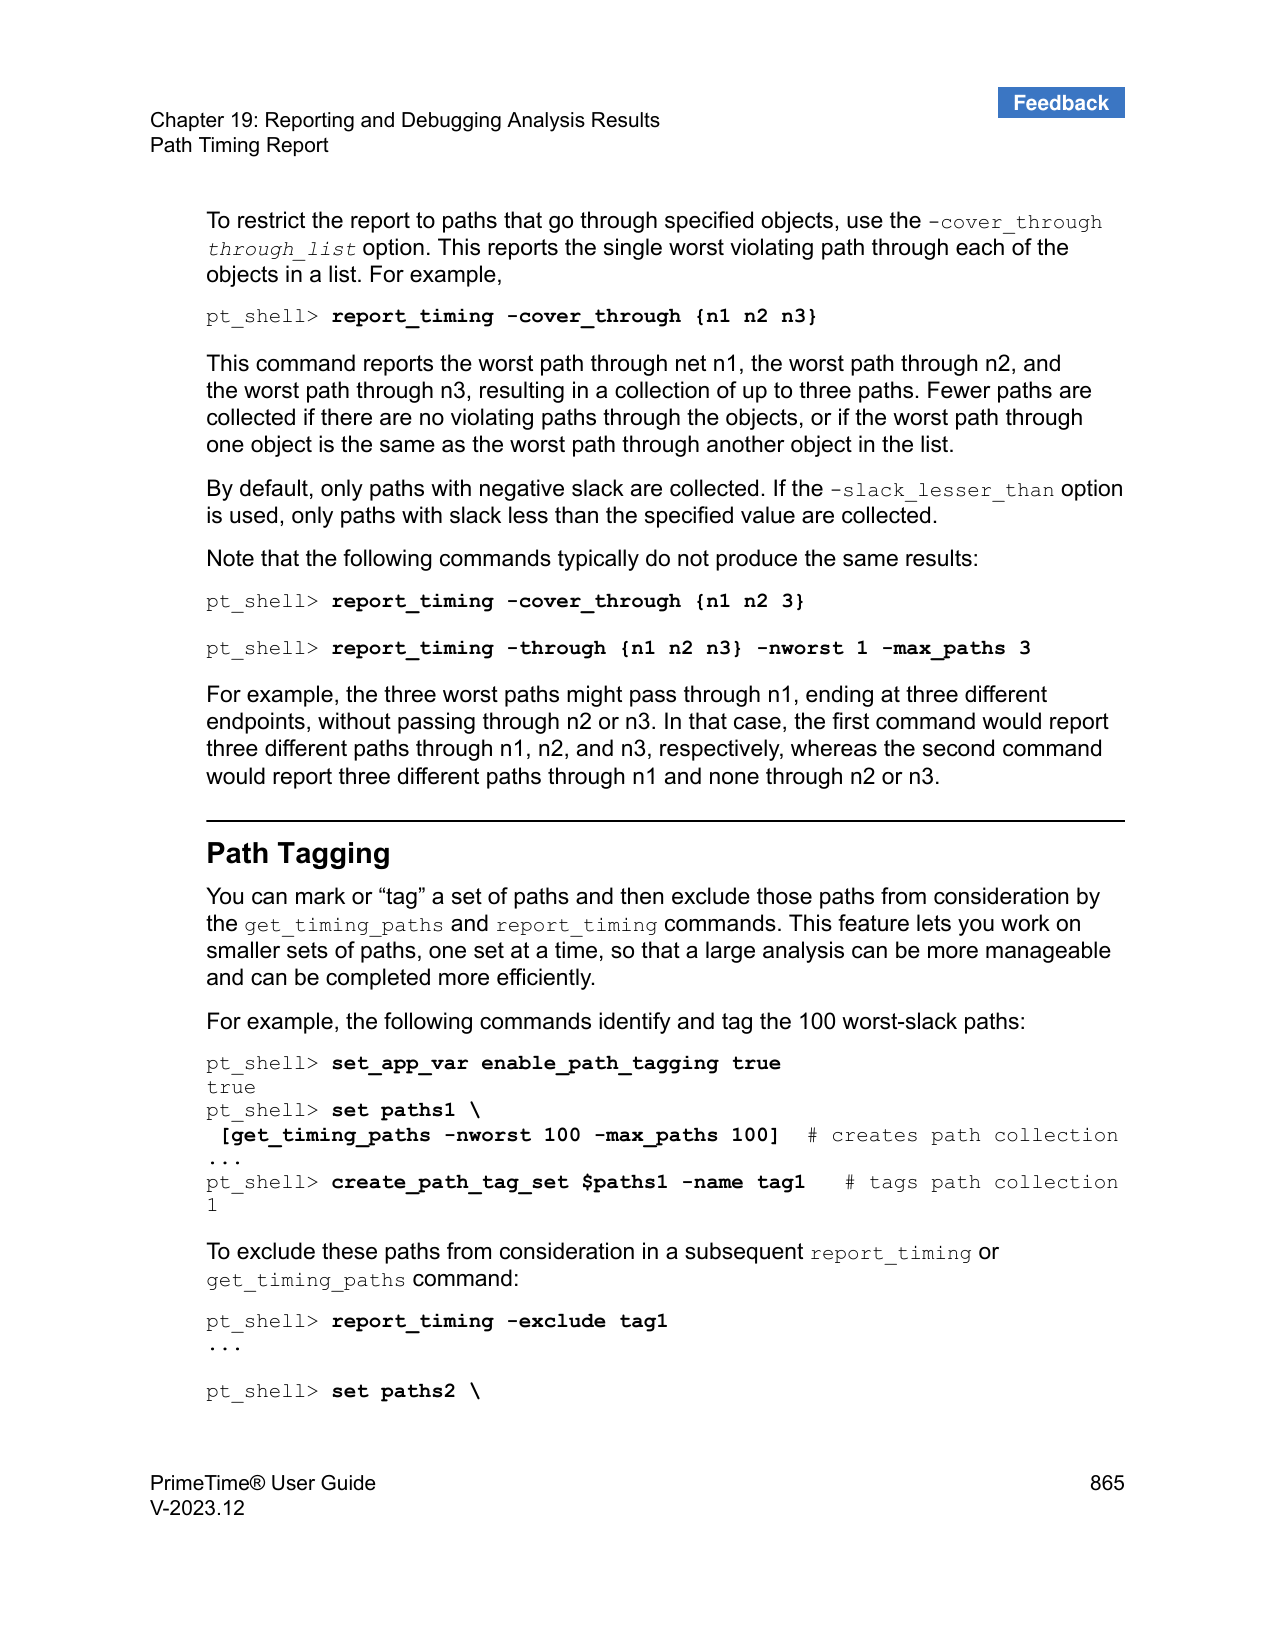 Feedback
Chapter 19: Reporting and Debugging Analysis Results
Path Timing Report
To restrict the report to paths that go through specified objects, use the -cover_through
through_list option. This reports the single worst violating path through each of the
objects in a list. For example,
pt_shell> report_timing -cover_through {n1 n2 n3}
This command reports the worst path through net n1, the worst path through n2, and
the worst path through n3, resulting in a collection of up to three paths. Fewer paths are
collected if there are no violating paths through the objects, or if the worst path through
one object is the same as the worst path through another object in the list.
By default, only paths with negative slack are collected. If the -slack_lesser_than option
is used, only paths with slack less than the specified value are collected.
Note that the following commands typically do not produce the same results:
pt_shell> report_timing -cover_through {n1 n2 3}
pt_shell> report_timing -through {n1 n2 n3} -nworst 1 -max_paths 3
For example, the three worst paths might pass through n1, ending at three different
endpoints, without passing through n2 or n3. In that case, the first command would report
three different paths through n1, n2, and n3, respectively, whereas the second command
would report three different paths through n1 and none through n2 or n3.
Path Tagging
You can mark or “tag” a set of paths and then exclude those paths from consideration by
the get_timing_paths and report_timing commands. This feature lets you work on
smaller sets of paths, one set at a time, so that a large analysis can be more manageable
and can be completed more efficiently.
For example, the following commands identify and tag the 100 worst-slack paths:
pt_shell> set_app_var enable_path_tagging true
true
pt_shell> set paths1 \
[get_timing_paths -nworst 100 -max_paths 100]  # creates path collection
...
pt_shell> create_path_tag_set $paths1 -name tag1   # tags path collection
1
To exclude these paths from consideration in a subsequent report_timing or
get_timing_paths command:
pt_shell> report_timing -exclude tag1
...
pt_shell> set paths2 \
PrimeTime® User Guide 865
V-2023.12